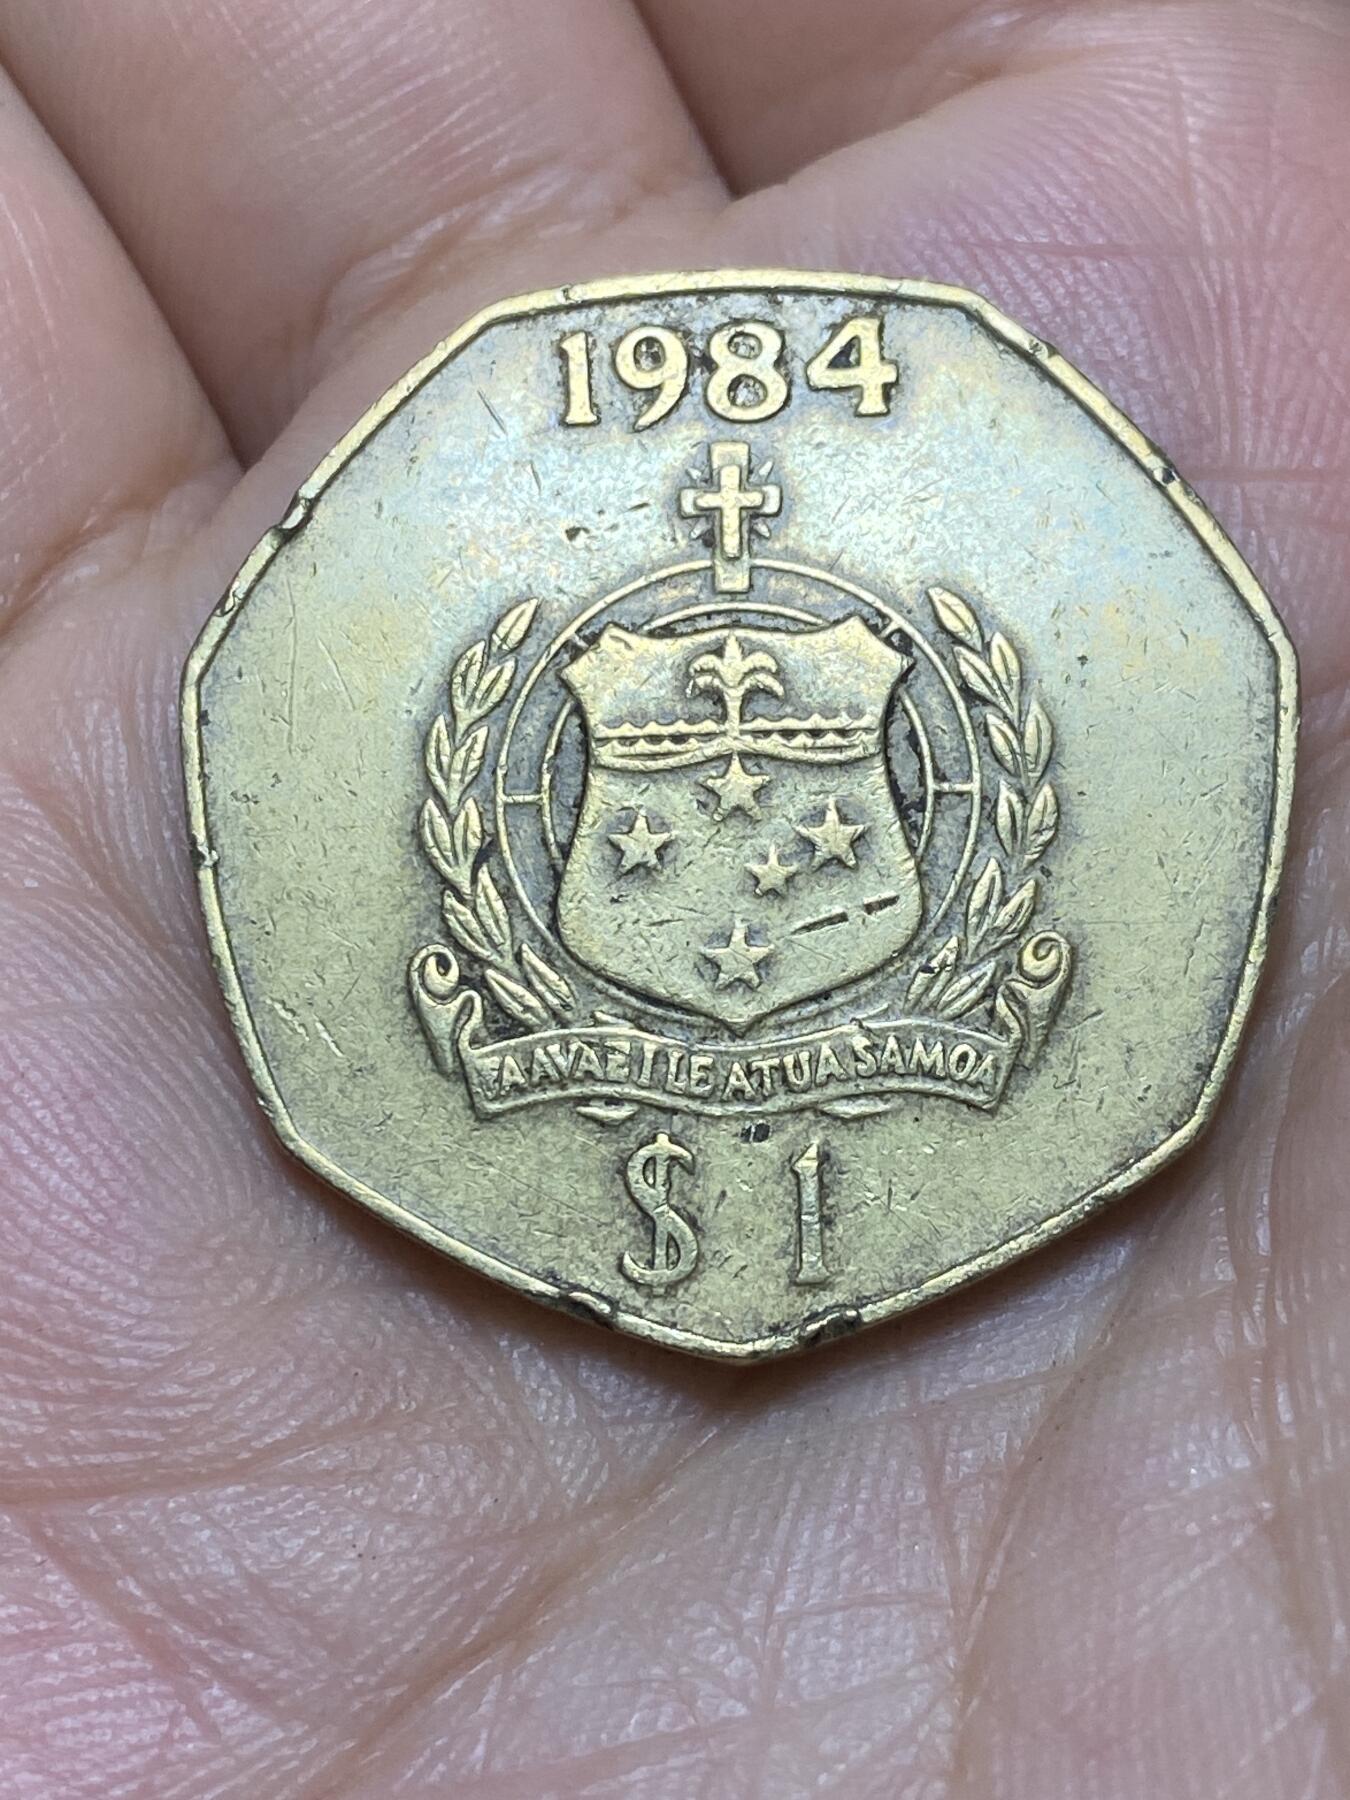 1984
FAAVAE I LE ATUA SAMOA
$ 1